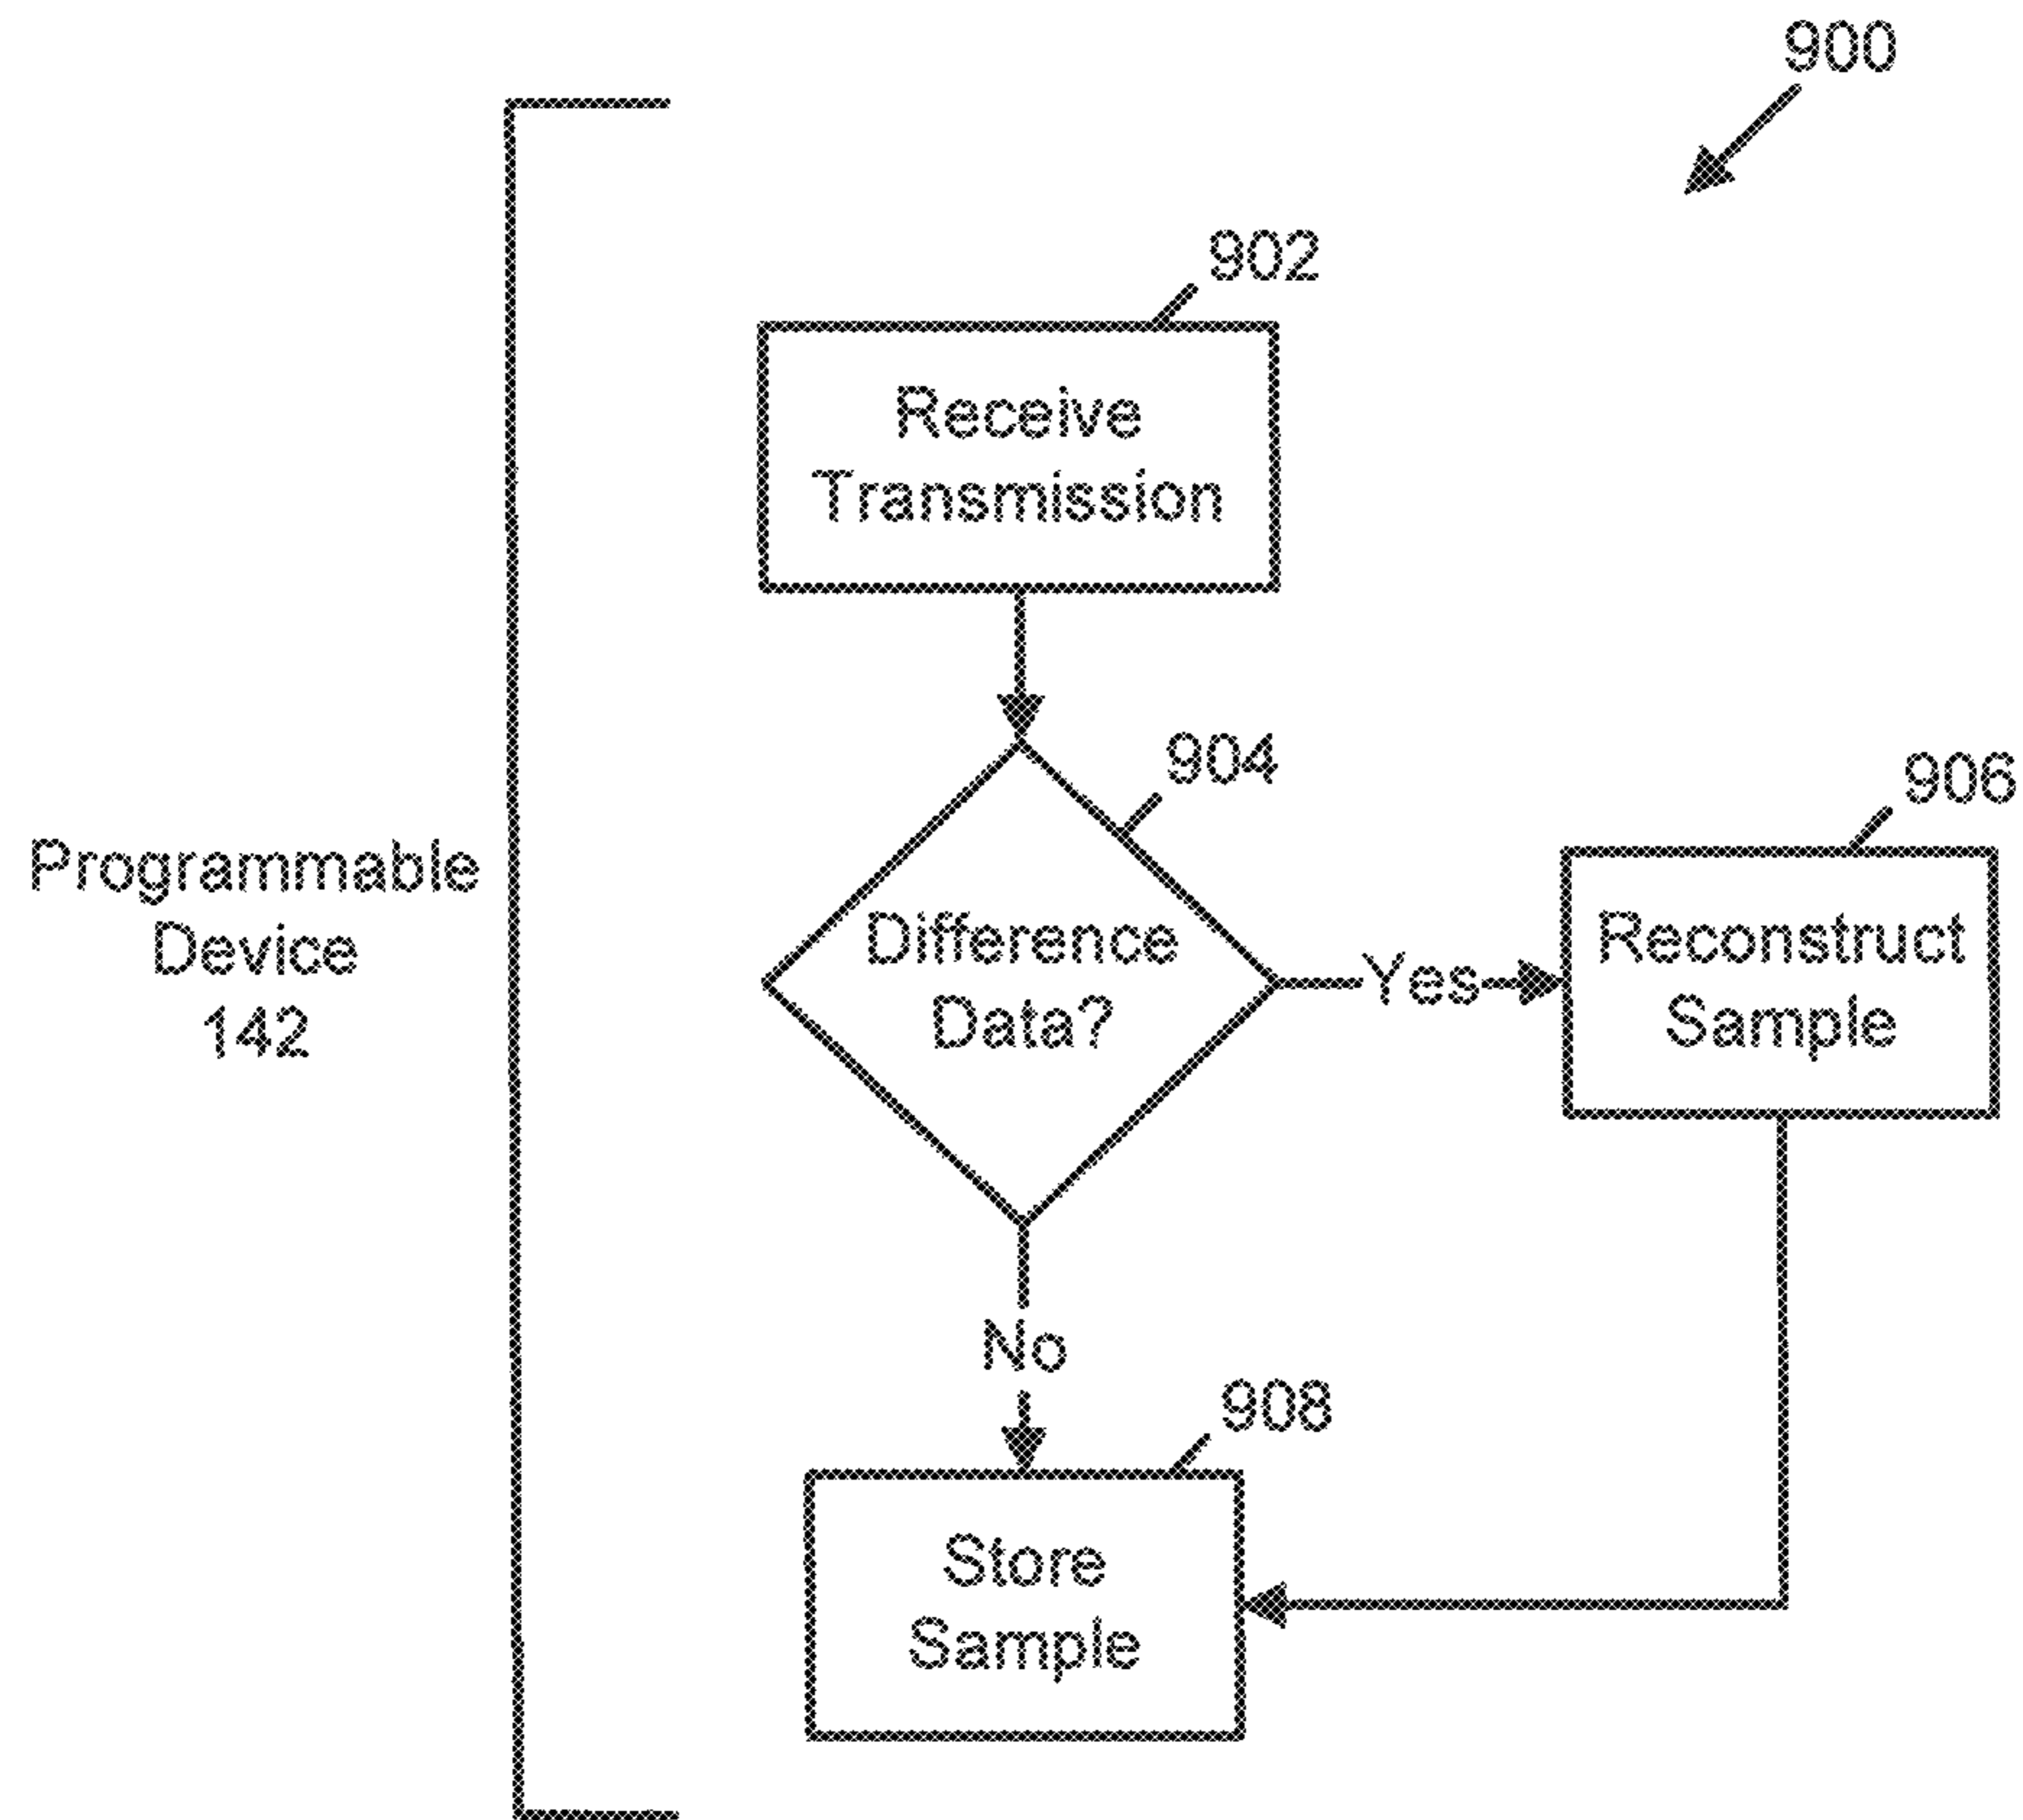 900
902
Receive
Transmission
904
906
Programmable
Device
142
Difference
Data?
Yes
Reconstruct
Sample
No
908
Store
Sample